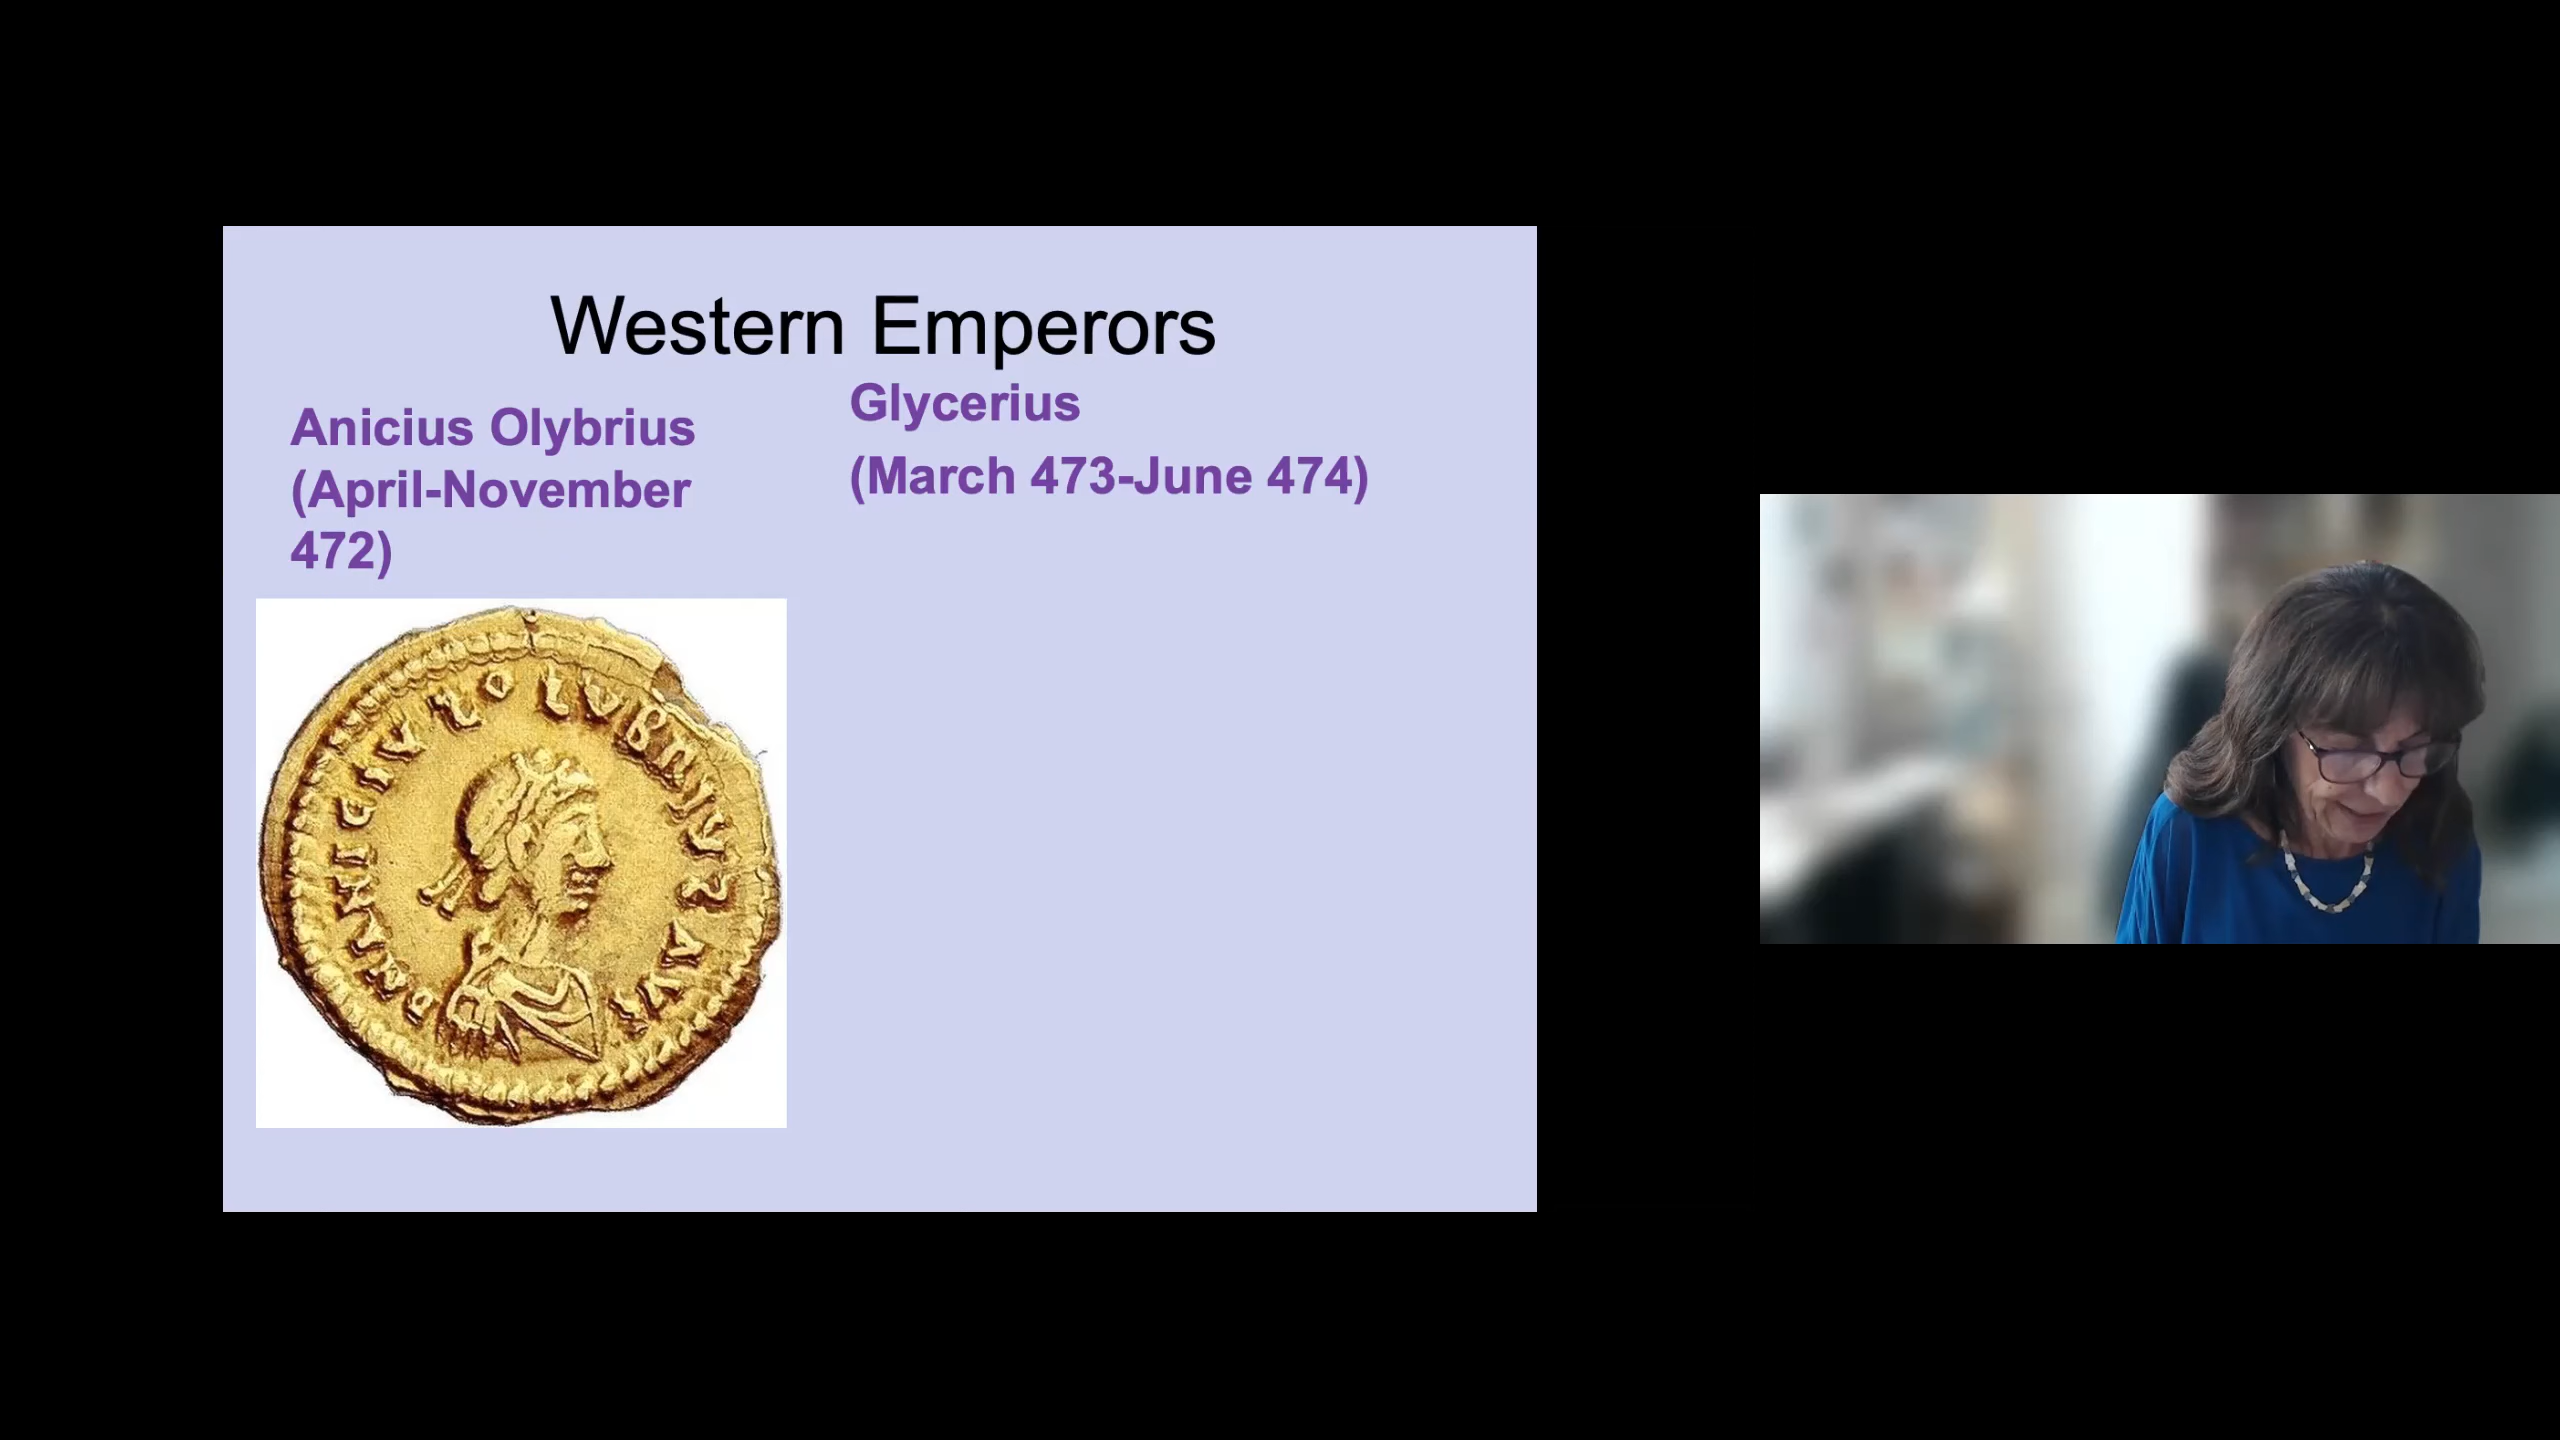 Western Emperors
Anicius Olybrius
(April-November
472)
Glycerius
(March 473-June 474)